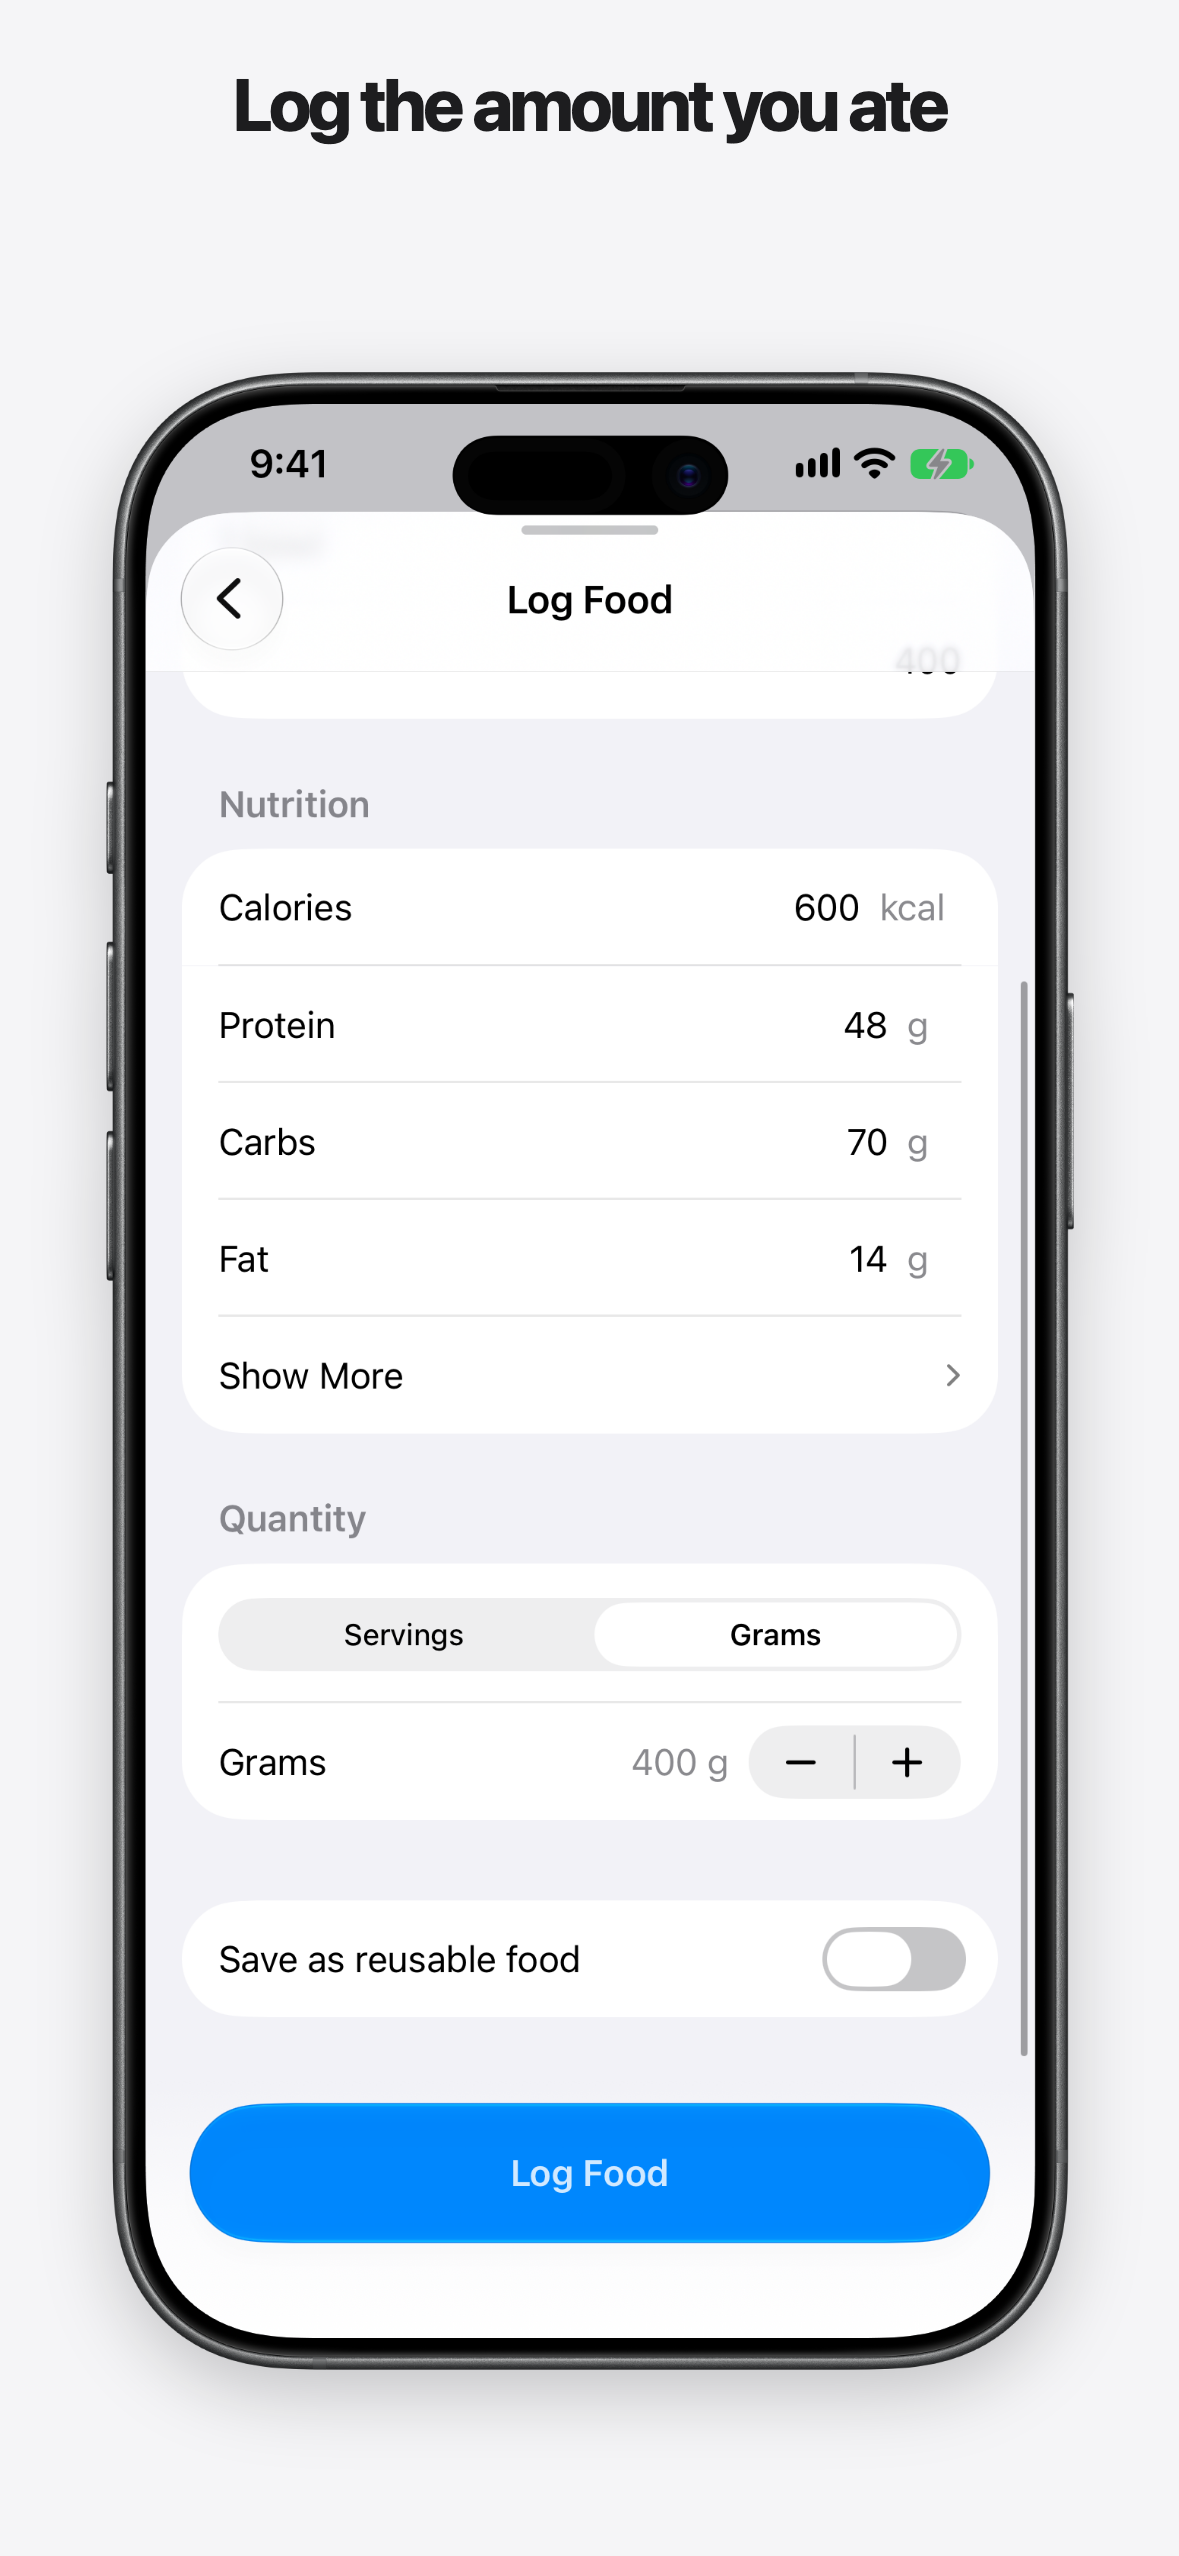 Log the amount you ate
9:41
Log Food
400
Nutrition
Calories 600 kcal
Protein 48 g
Carbs 70 g
Fat 14 g
Show More
Quantity
Servings Grams
Grams 400 g
Save as reusable food
Log Food